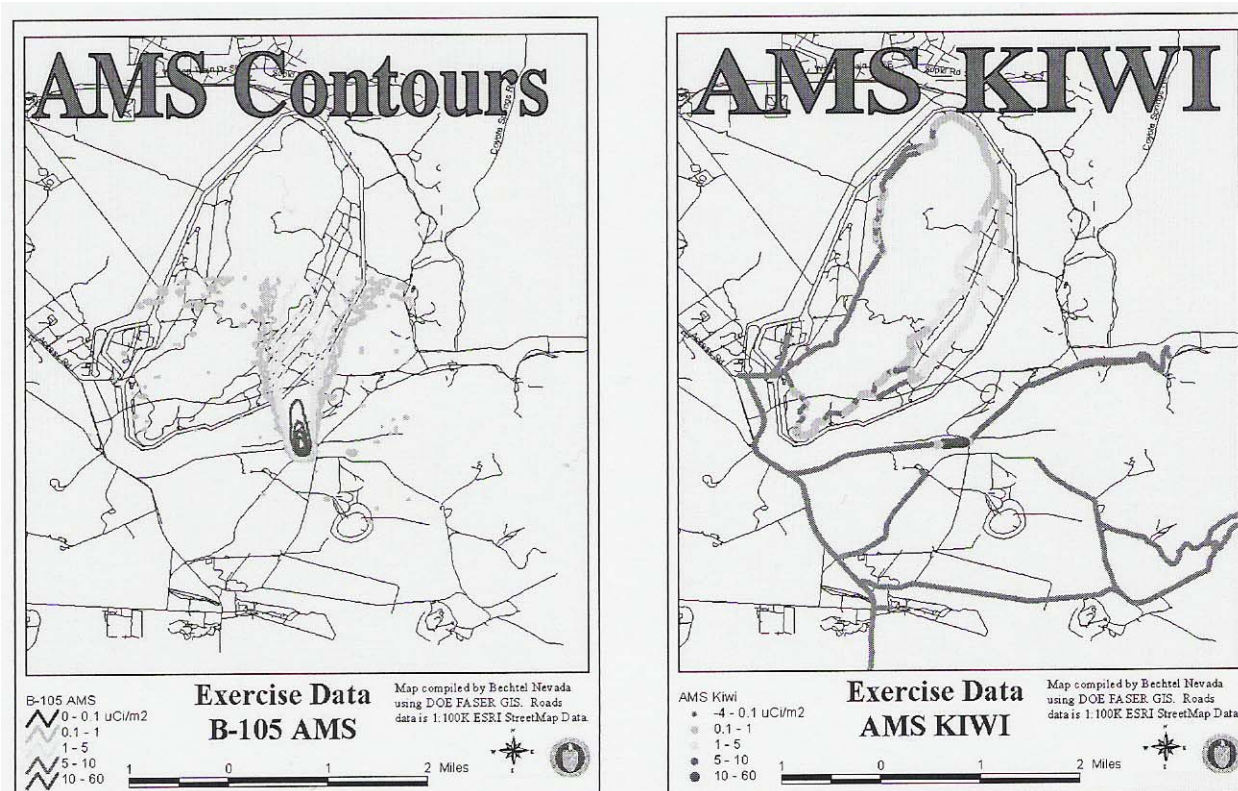 AMS Contours
Coyote Springs R
B-105 AMS
0 - 0.1 uCi/m2
0.1 - 1
1 - 5
5 - 10
10 - 60
Exercise Data
B-105 AMS
Map compiled by Bechtel Nevada
using DOE FASER GIS. Roads
data is 1:100K ESRI StreetMap Data
1 0 1 2 Miles
AMS KIWI
Coyote Springs R
AMS Kiwi
-4 - 0.1 uCi/m2
0.1 - 1
1 - 5
5 - 10
10 - 60
Exercise Data
AMS KIWI
Map compiled by Bechtel Nevada
using DOE FASER GIS. Roads
data is 1:100K ESRI StreetMap Data.
1 0 1 2 Miles